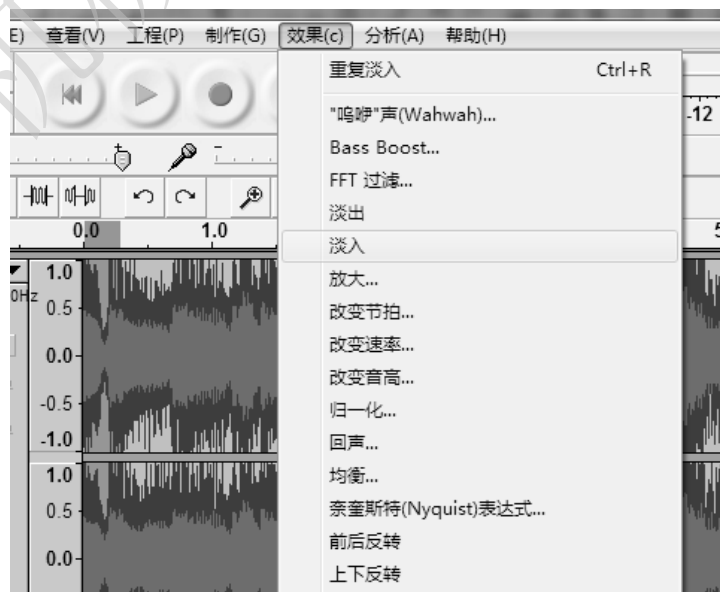 E) 查看(V) 工程(P) 制作(G) 效果(c) 分析(A) 帮助(H)
重复淡入 Ctrl+R
-12
"呜咿"声(Wahwah)...
Bass Boost...
FFT 过滤...
淡出
0.0 1.0 5
淡入
1.0
放大...
0Hz
0.5
改变节拍...
0.0
改变速率...
改变音高...
-0.5
归一化...
-1.0
回声...
1.0
均衡...
0.5
奈奎斯特(Nyquist)表达式...
前后反转
0.0
上下反转